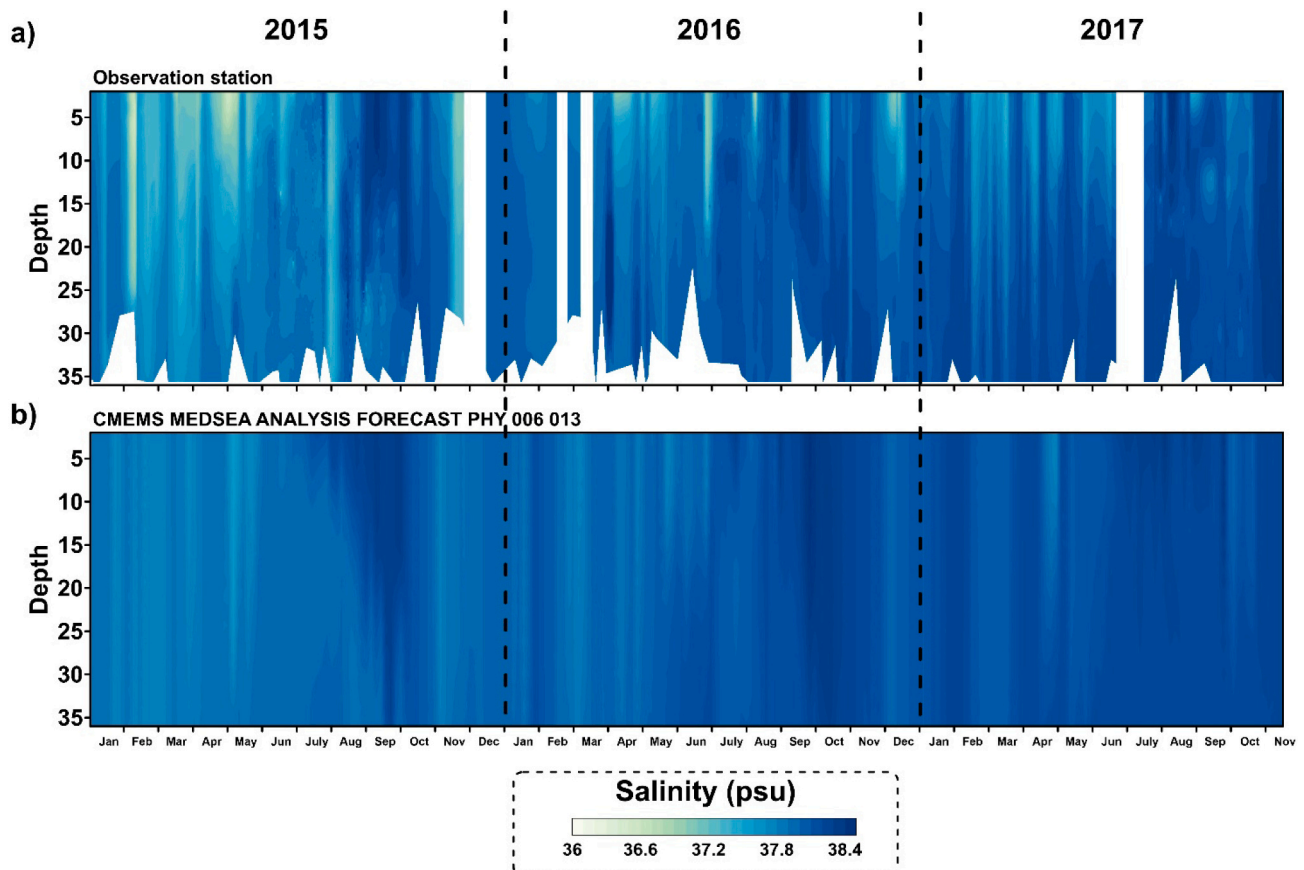 a)
2015 2016 2017
Observation station
Depth
5
10
15
20
25
30
35
b)
CMEMS MEDSEA ANALYSIS FORECAST PHY 006 013
Depth
5
10
15
20
25
30
35
Jan Feb Mar Apr May Jun July Aug Sep Oct Nov Dec Jan Feb Mar Apr May Jun July Aug Sep Oct Nov Dec Jan Feb Mar Apr May Jun July Aug Sep Oct Nov
Salinity (psu)
36 36.6 37.2 37.8 38.4